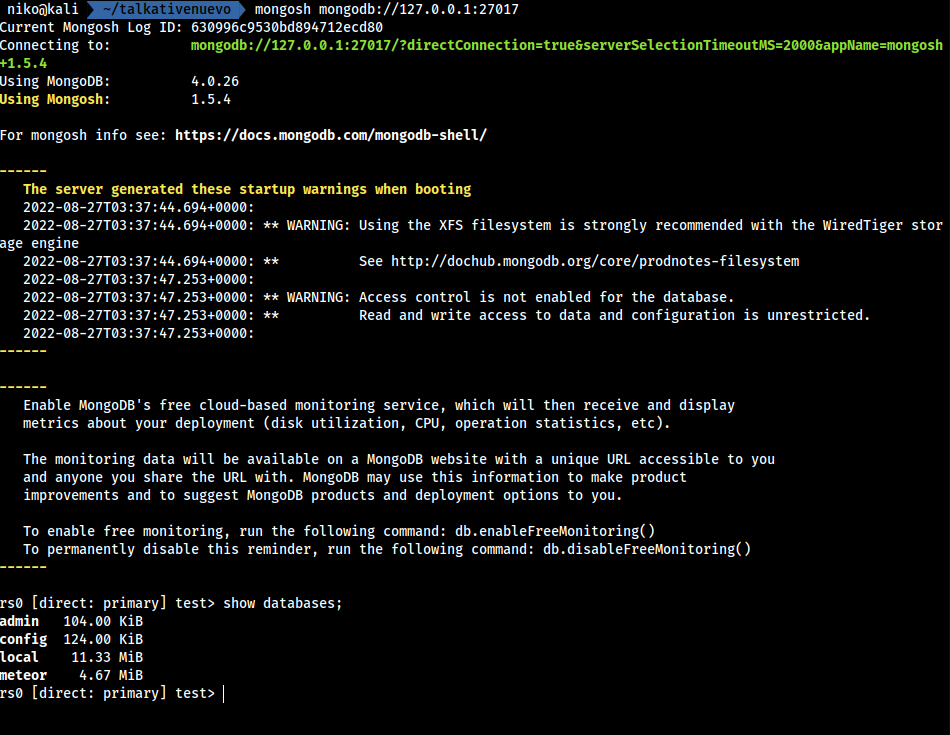 niko@kali ~/talkativenuevo mongosh mongodb://127.0.0.1:27017
Current Mongosh Log ID: 630996c9530bd894712ecd80
Connecting to: mongodb://127.0.0.1:27017/?directConnection=true&serverSelectionTimeoutMS=2000&appName=mongosh
+1.5.4
Using MongoDB: 4.0.26
Using Mongosh: 1.5.4
For mongosh info see: https://docs.mongodb.com/mongodb-shell/
------
The server generated these startup warnings when booting
2022-08-27T03:37:44.694+0000:
2022-08-27T03:37:44.694+0000: ** WARNING: Using the XFS filesystem is strongly recommended with the WiredTiger stor
age engine
2022-08-27T03:37:44.694+0000: ** See http://dochub.mongodb.org/core/prodnotes-filesystem
2022-08-27T03:37:47.253+0000:
2022-08-27T03:37:47.253+0000: ** WARNING: Access control is not enabled for the database.
2022-08-27T03:37:47.253+0000: ** Read and write access to data and configuration is unrestricted.
2022-08-27T03:37:47.253+0000:
------
------
Enable MongoDB's free cloud-based monitoring service, which will then receive and display
metrics about your deployment (disk utilization, CPU, operation statistics, etc).
The monitoring data will be available on a MongoDB website with a unique URL accessible to you
and anyone you share the URL with. MongoDB may use this information to make product
improvements and to suggest MongoDB products and deployment options to you.
To enable free monitoring, run the following command: db.enableFreeMonitoring()
To permanently disable this reminder, run the following command: db.disableFreeMonitoring()
------
rs0 [direct: primary] test> show databases;
admin 104.00 KiB
config 124.00 KiB
local 11.33 MiB
meteor 4.67 MiB
rs0 [direct: primary] test>